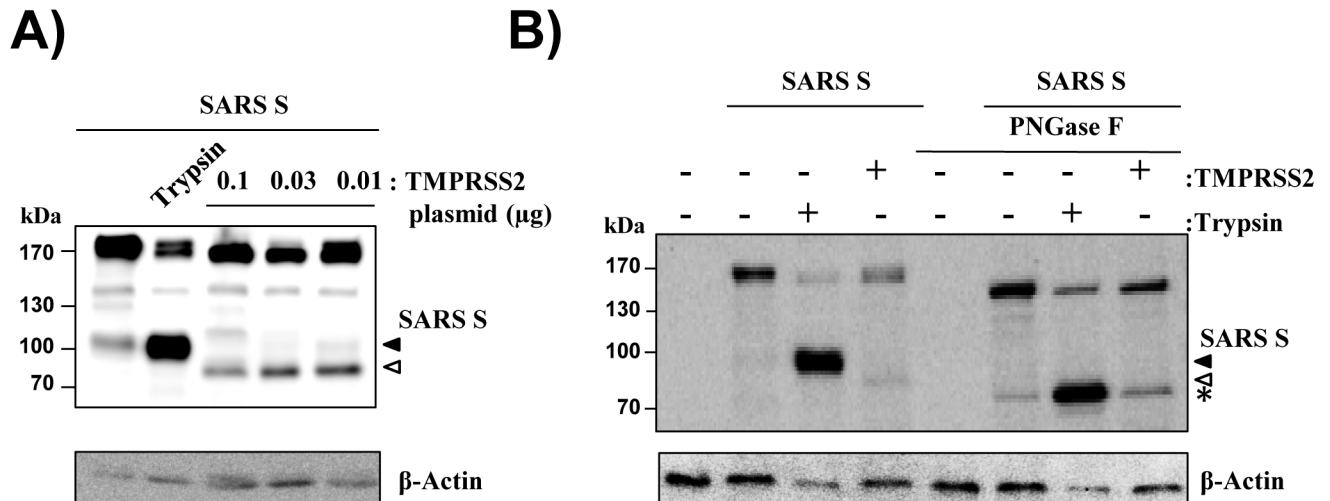 A)
SARS S
Trypsin
0.1 0.03 0.01 : TMPRSS2
plasmid (µg)
kDa
170
130
100
70
SARS S
β-Actin
B)
SARS S SARS S
PNGase F
- - - + - - - + :TMPRSS2
- - + - - - + - :Trypsin
kDa
170
130
100
70
SARS S
*
β-Actin